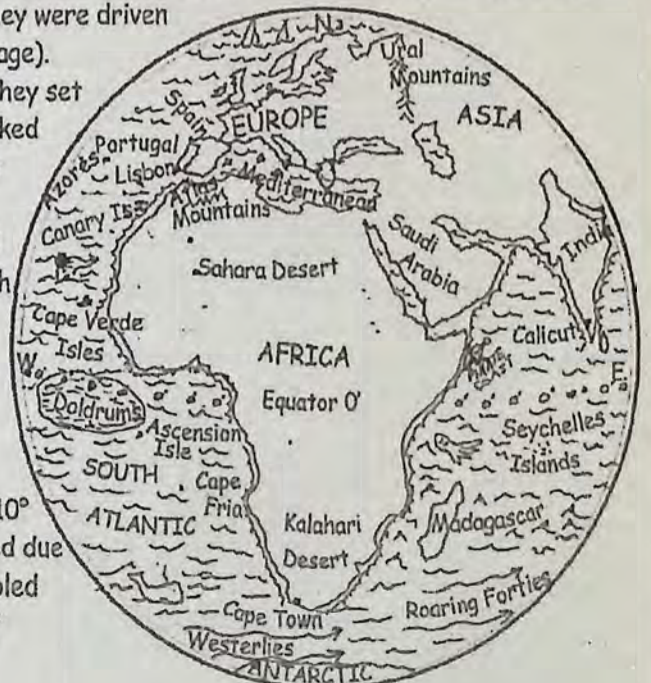 ey were driven
age).
hey set
ked
h
10°
d due
oled
N.
Ural
Mountains
ASIA
EUROPE
Spain
Portugal
Lisbon
Azores
Mediterranean
Atlas
Mountains
Canary Is
Saudi
Arabia
India
Sahara Desert
Cape Verde
Isles
Calicut
W.
AFRICA
E.
Equator 0'
Doldrums
Ascension
Isle
Seychelles
Islands
SOUTH
ATLANTIC
Cape
Fria
Kalahari
Desert
Madagascar
Cape Town
Roaring Forties
Westerlies
ANTARCTIC